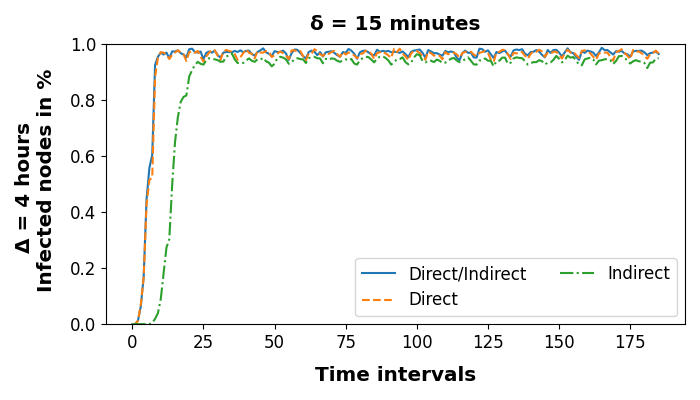 δ = 15 minutes
Δ = 4 hours
Infected nodes in %
1.0
0.8
0.6
0.4
0.2
0.0
Direct/Indirect
Direct
Indirect
0 25 50 75 100 125 150 175
Time intervals